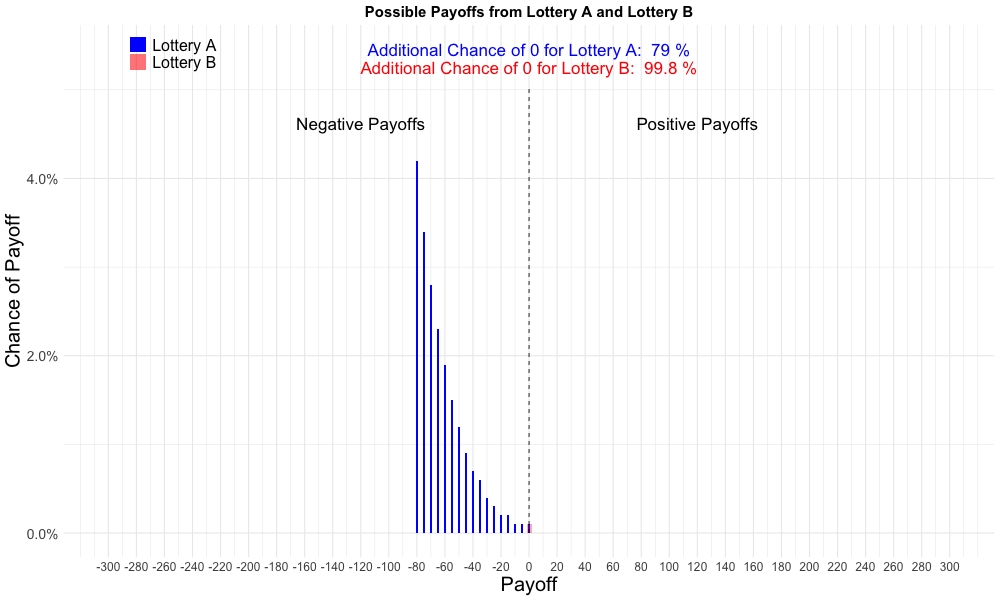 Possible Payoffs from Lottery A and Lottery B
Lottery A
Lottery B
Additional Chance of 0 for Lottery A:  79 %
Additional Chance of 0 for Lottery B:  99.8 %
Negative Payoffs
Positive Payoffs
Chance of Payoff
4.0%
2.0%
0.0%
-300 -280 -260 -240 -220 -200 -180 -160 -140 -120 -100 -80 -60 -40 -20 0 20 40 60 80 100 120 140 160 180 200 220 240 260 280 300
Payoff